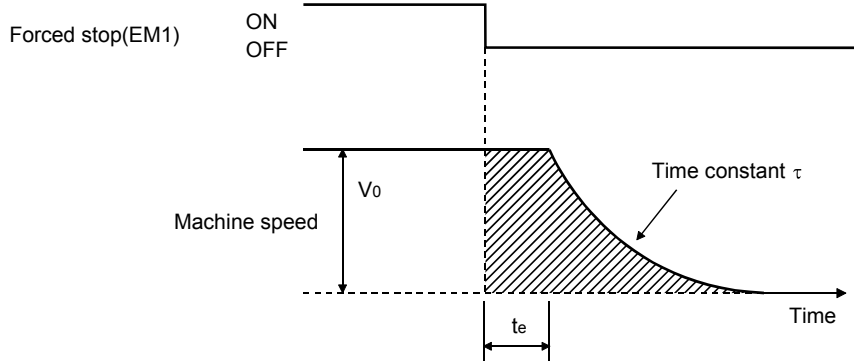 Forced stop(EM1)
ON
OFF
V0
Time constant τ
Machine speed
Time
te